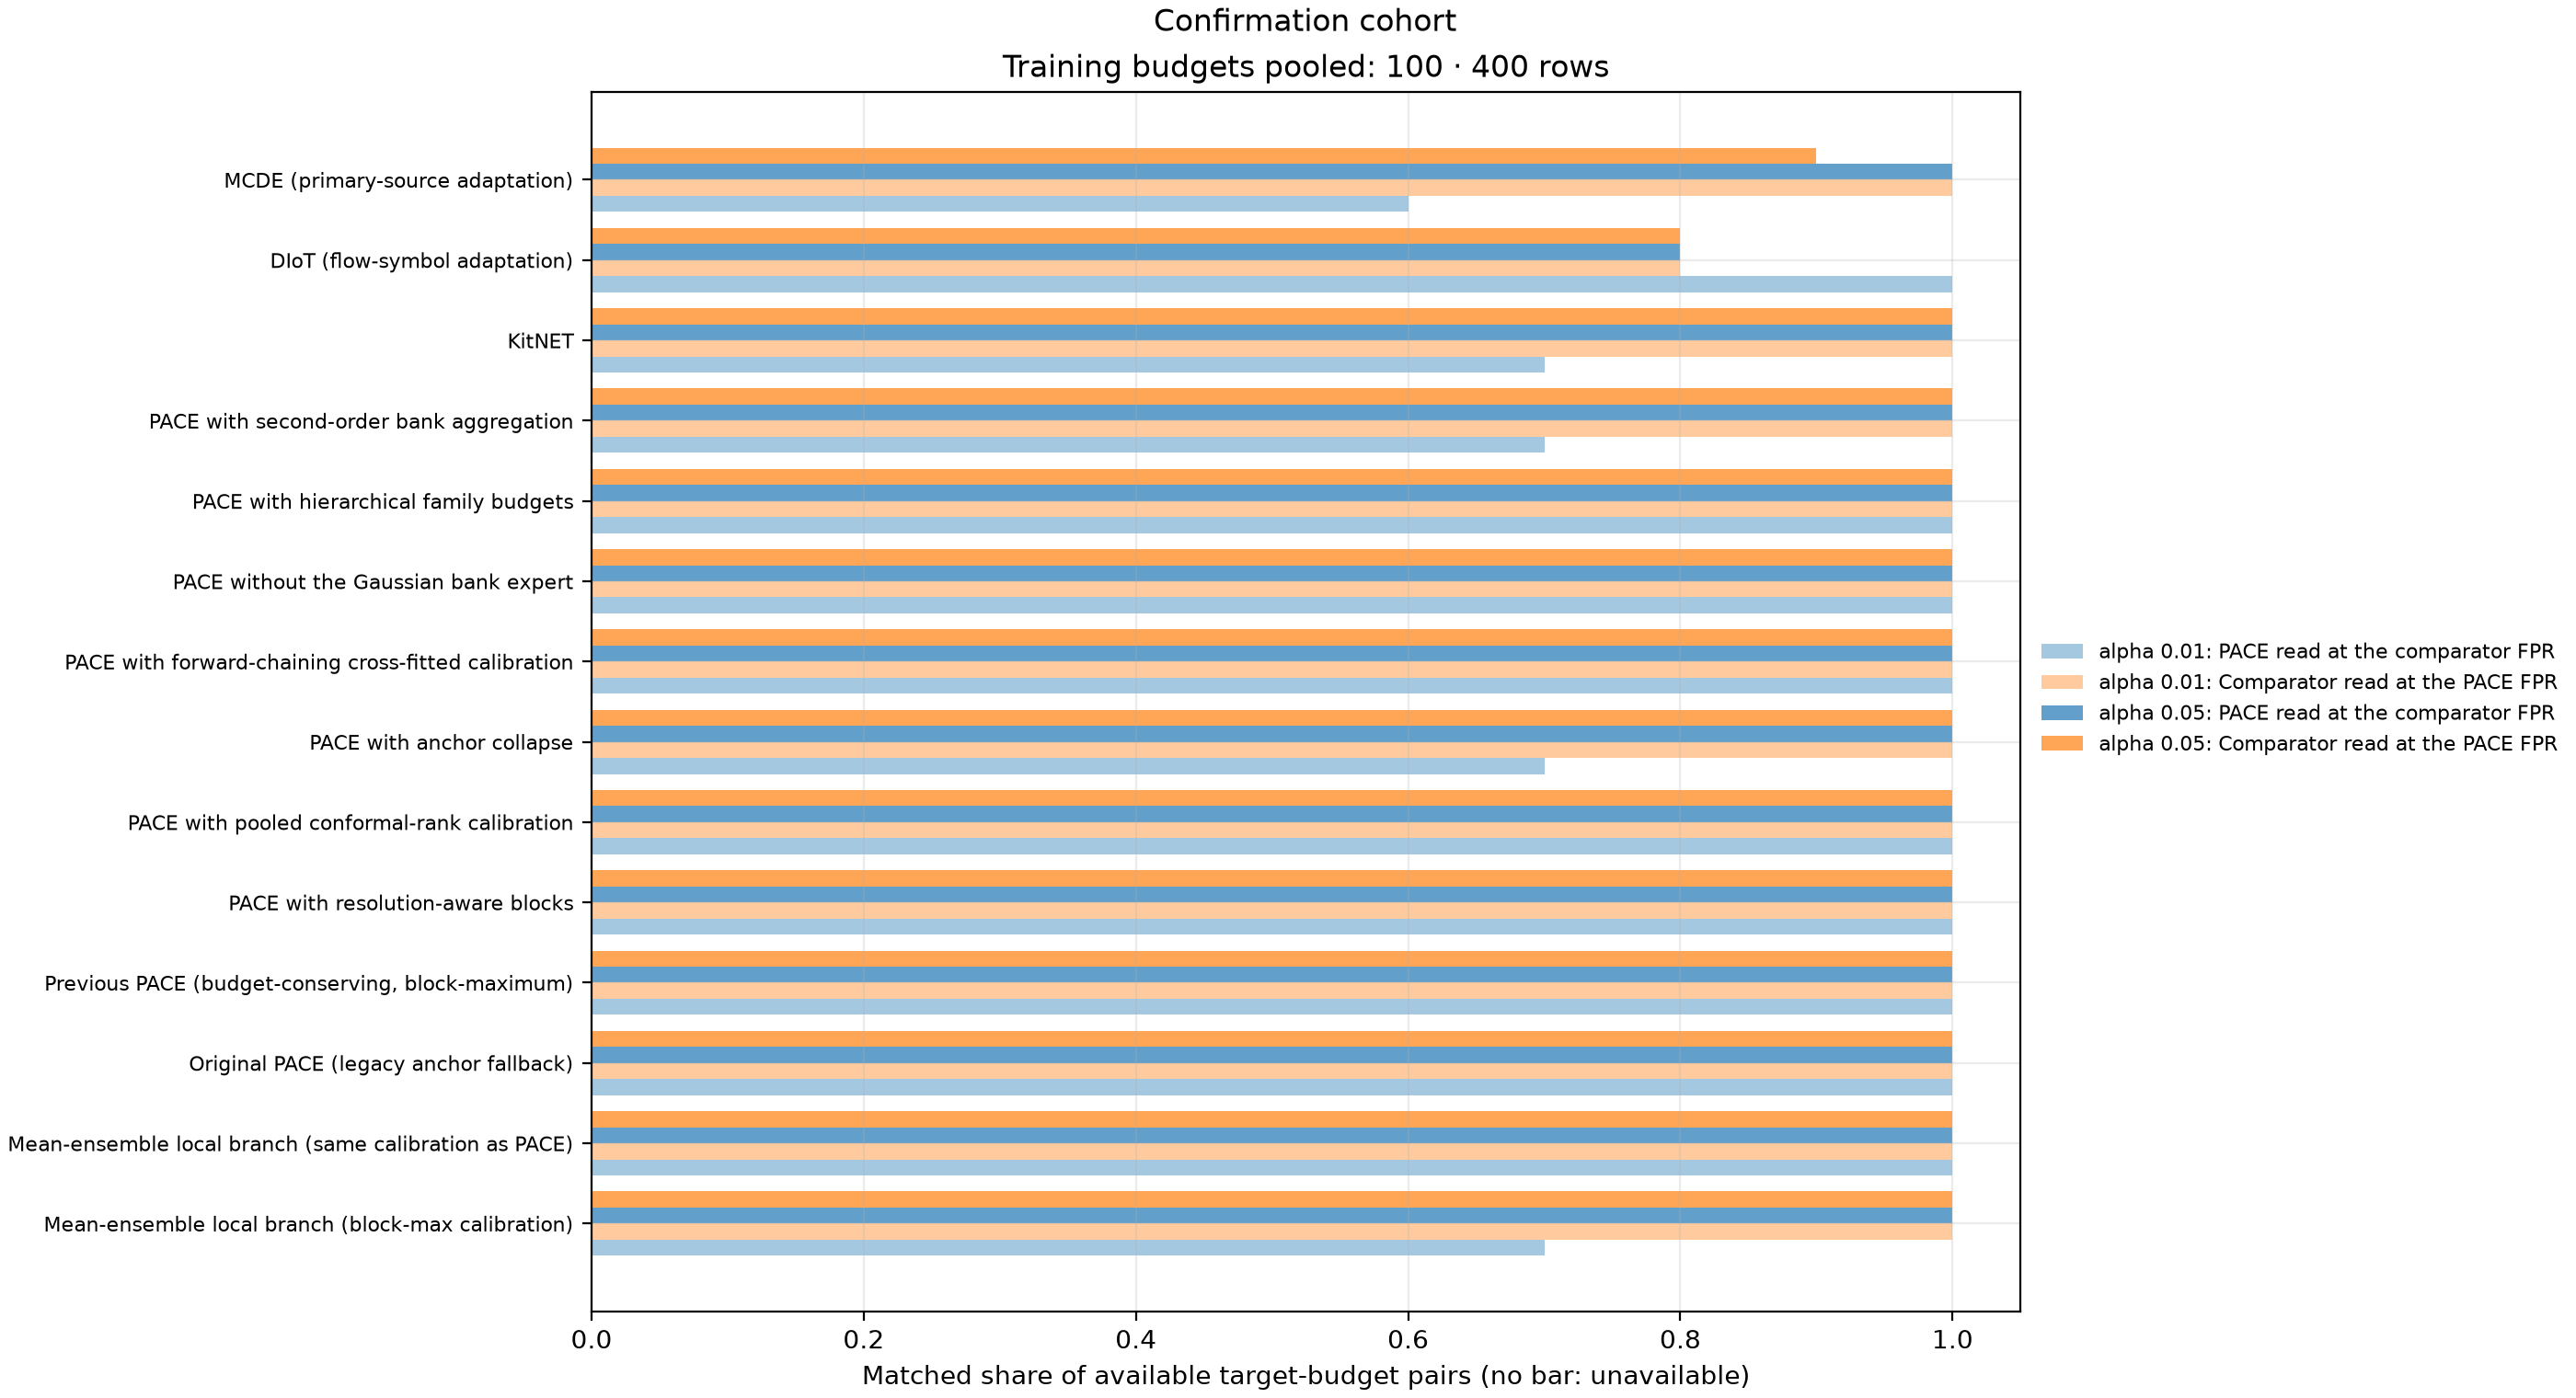 Confirmation cohort
Training budgets pooled: 100 · 400 rows
MCDE (primary-source adaptation)
DIoT (flow-symbol adaptation)
KitNET
PACE with second-order bank aggregation
PACE with hierarchical family budgets
PACE without the Gaussian bank expert
PACE with forward-chaining cross-fitted calibration
PACE with anchor collapse
PACE with pooled conformal-rank calibration
PACE with resolution-aware blocks
Previous PACE (budget-conserving, block-maximum)
Original PACE (legacy anchor fallback)
Mean-ensemble local branch (same calibration as PACE)
Mean-ensemble local branch (block-max calibration)
0.0 0.2 0.4 0.6 0.8 1.0
Matched share of available target-budget pairs (no bar: unavailable)
alpha 0.01: PACE read at the comparator FPR
alpha 0.01: Comparator read at the PACE FPR
alpha 0.05: PACE read at the comparator FPR
alpha 0.05: Comparator read at the PACE FPR